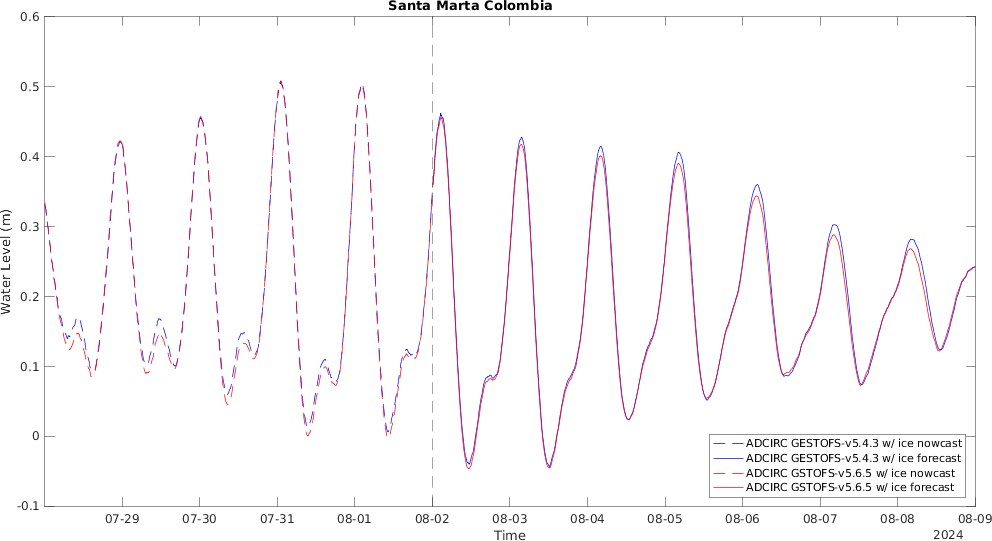 Santa Marta Colombia
0.6
0.5
0.4
0.3
0.2
0.1
0
-0.1
Water Level (m)
07-29 07-30 07-31 08-01 08-02 08-03 08-04 08-05 08-06 08-07 08-08 08-09
Time
2024
ADCIRC GESTOFS-v5.4.3 w/ ice nowcast
ADCIRC GESTOFS-v5.4.3 w/ ice forecast
ADCIRC GSTOFS-v5.6.5 w/ ice nowcast
ADCIRC GSTOFS-v5.6.5 w/ ice forecast